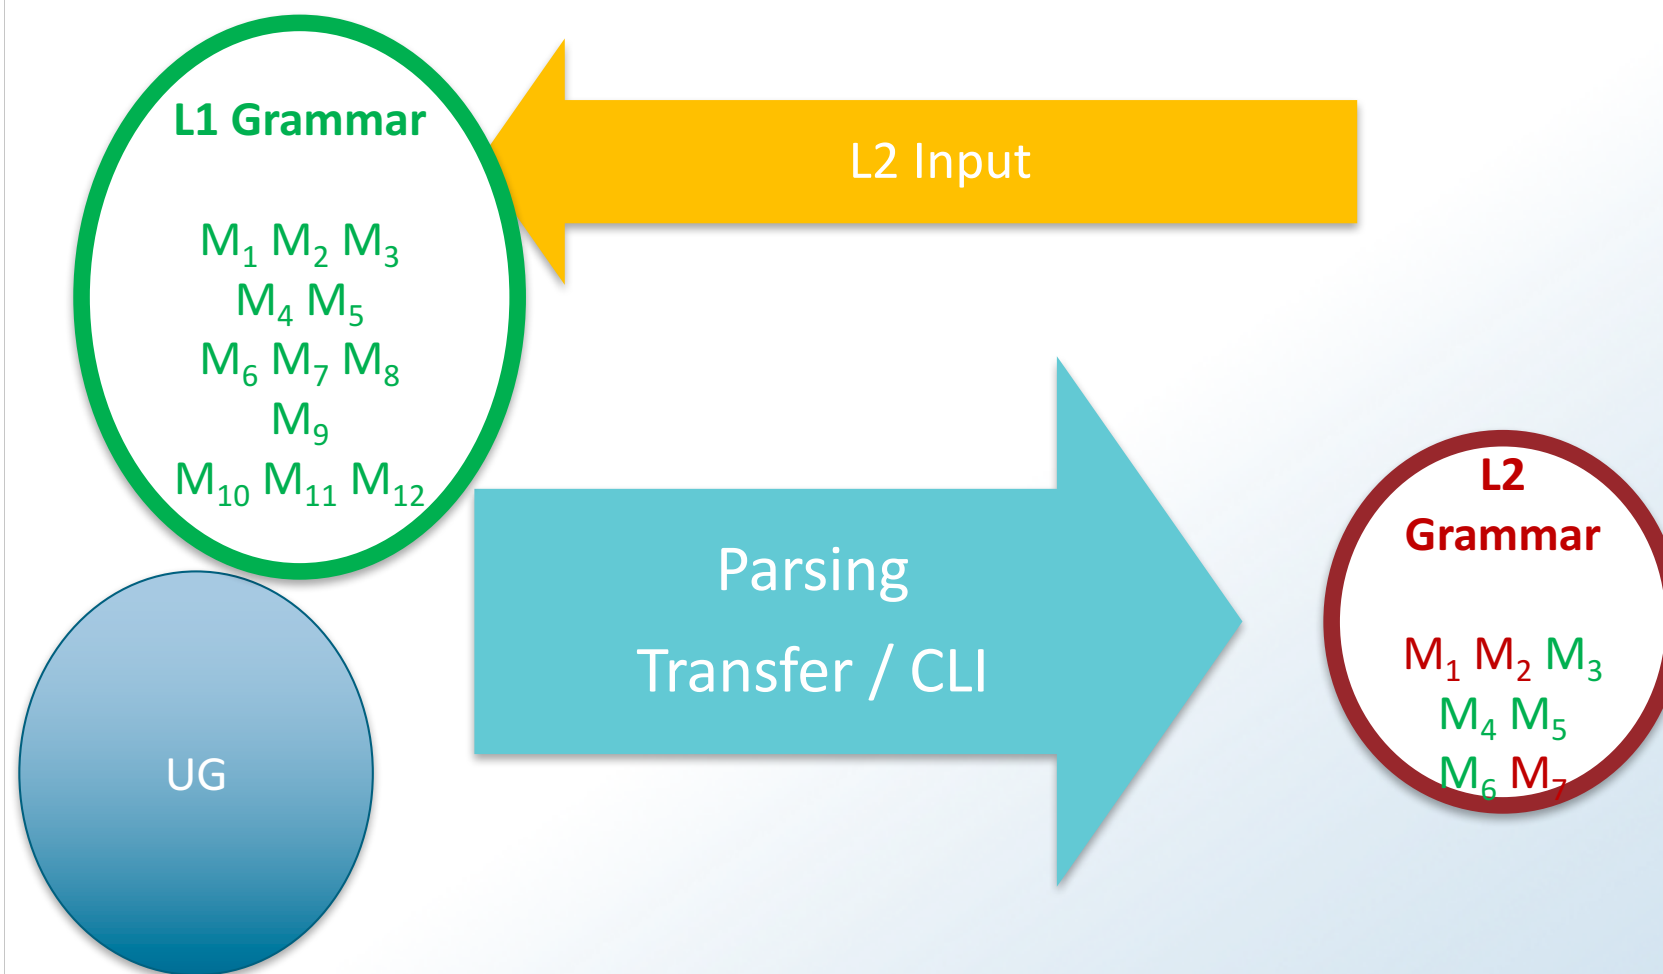 L1 Grammar
M₁ M₂ M₃
M₄ M₅
M₆ M₇ M₈
M₉
M₁₀ M₁₁ M₁₂
L2 Input
Parsing
Transfer / CLI
UG
L2
Grammar
M₁ M₂ M₃
M₄ M₅
M₆ M₇